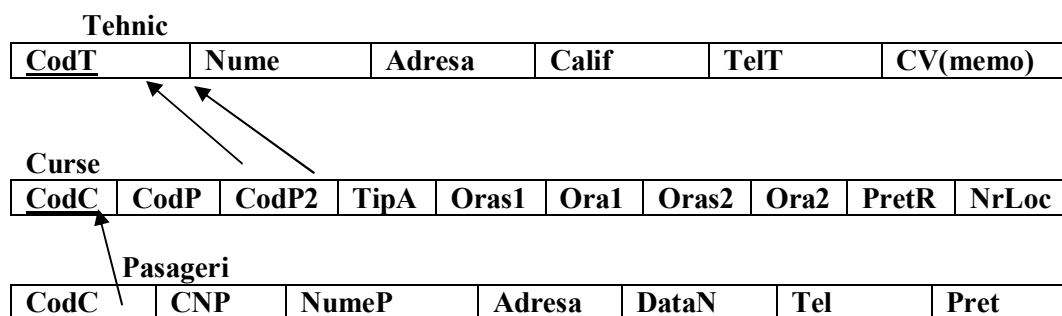 Tehnic
CodT Nume Adresa Calif TelT CV(memo)
Curse
CodC CodP CodP2 TipA Oras1 Ora1 Oras2 Ora2 PretR NrLoc
Pasageri
CodC CNP NumeP Adresa DataN Tel Pret